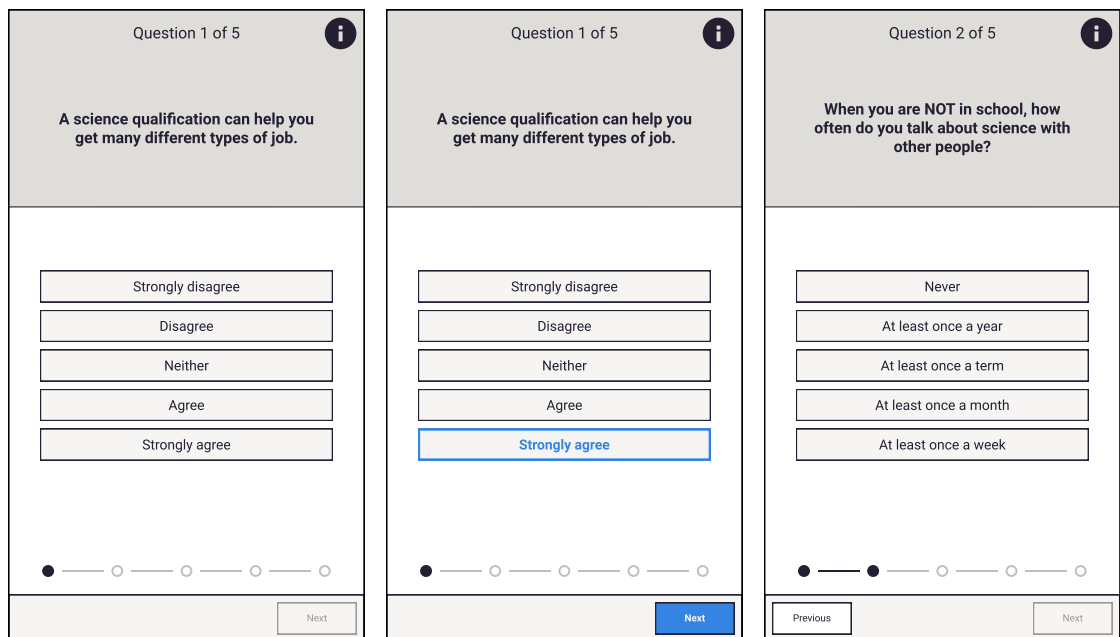 Question 1 of 5
i
A science qualification can help you
get many different types of job.
Strongly disagree
Disagree
Neither
Agree
Strongly agree
Next
Question 1 of 5
i
A science qualification can help you
get many different types of job.
Strongly disagree
Disagree
Neither
Agree
Strongly agree
Next
Question 2 of 5
i
When you are NOT in school, how
often do you talk about science with
other people?
Never
At least once a year
At least once a term
At least once a month
At least once a week
Previous
Next